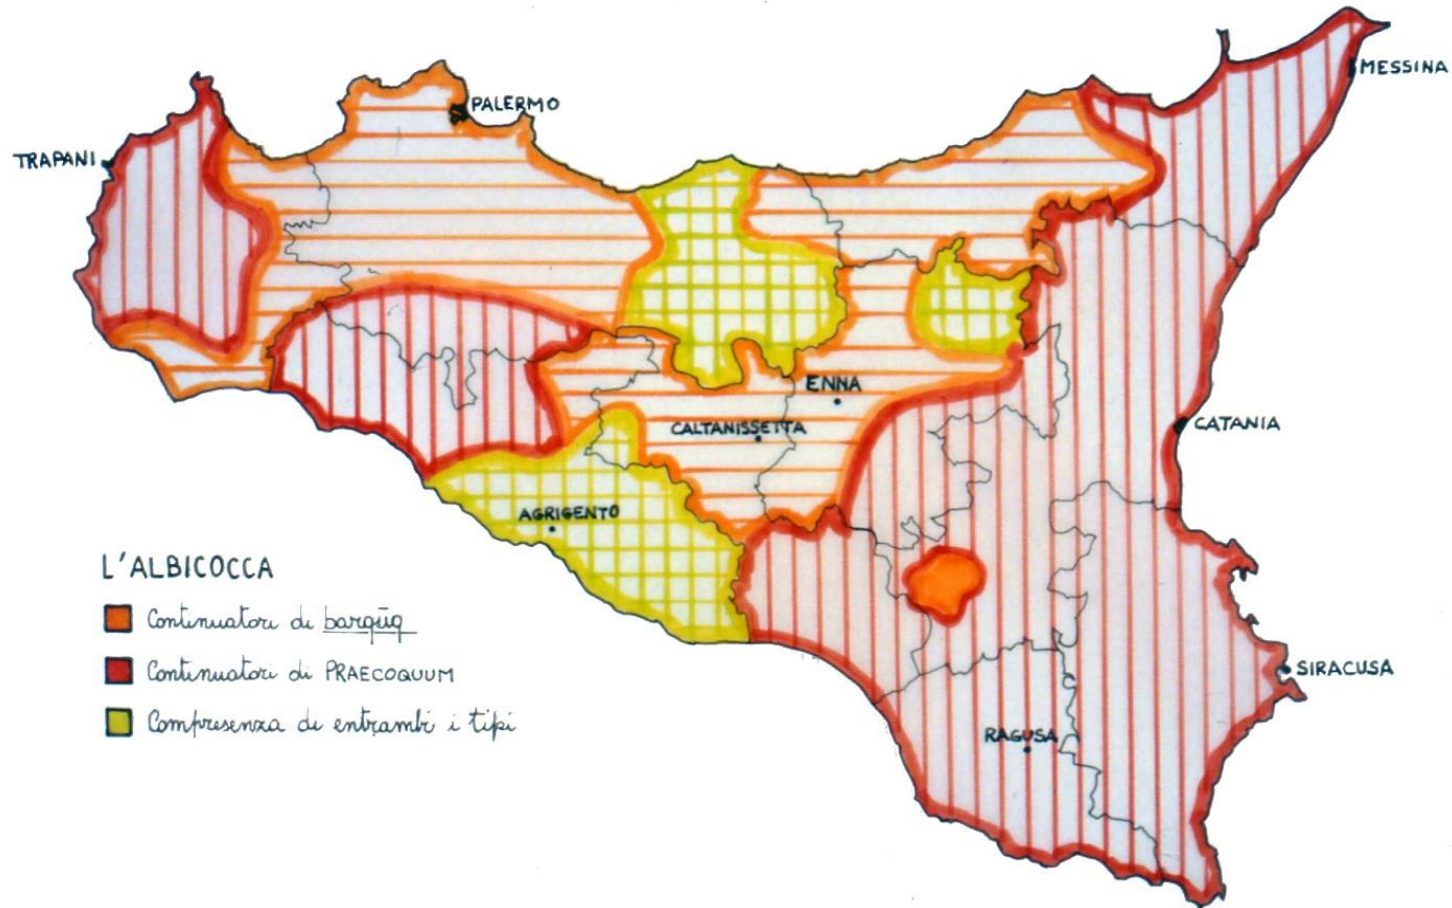 MESSINA
PALERMO
TRAPANI
ENNA
CALTANISSETTA
CATANIA
AGRIGENTO
L'ALBICOCCA
Continuatori di barqūq
Continuatori di PRAECOQUUM
SIRACUSA
Compresenza di entrambi i tipi
RAGUSA